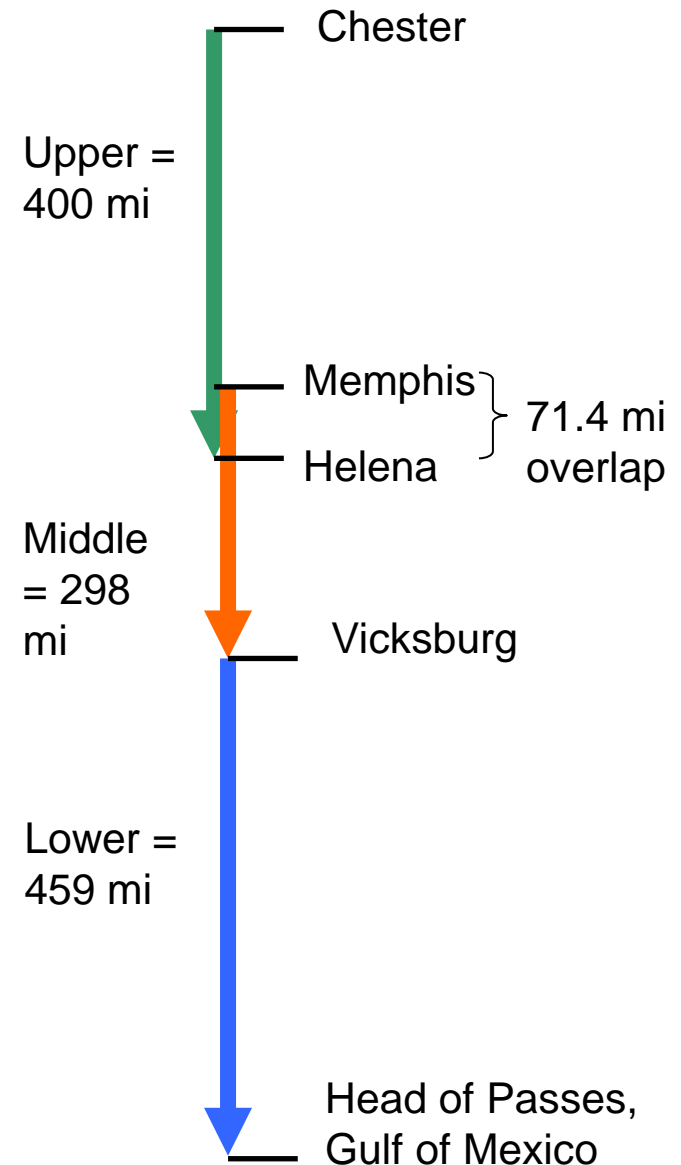 Chester
Upper =
400 mi
Memphis
71.4 mi
overlap
Helena
Middle
= 298
mi
Vicksburg
Lower =
459 mi
Head of Passes,
Gulf of Mexico